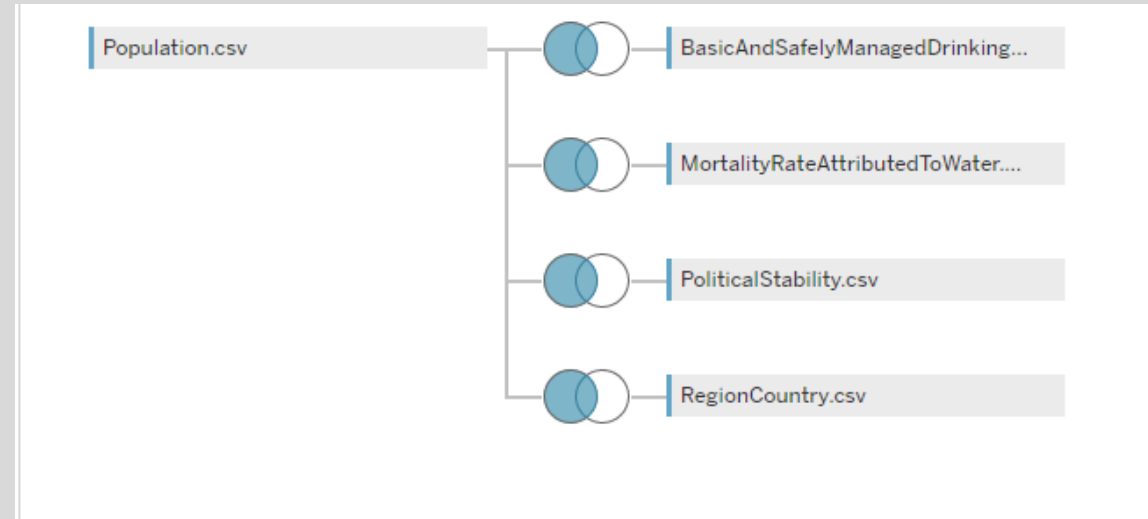 Population.csv
BasicAndSafelyManagedDrinking...
MortalityRateAttributedToWater....
PoliticalStability.csv
RegionCountry.csv